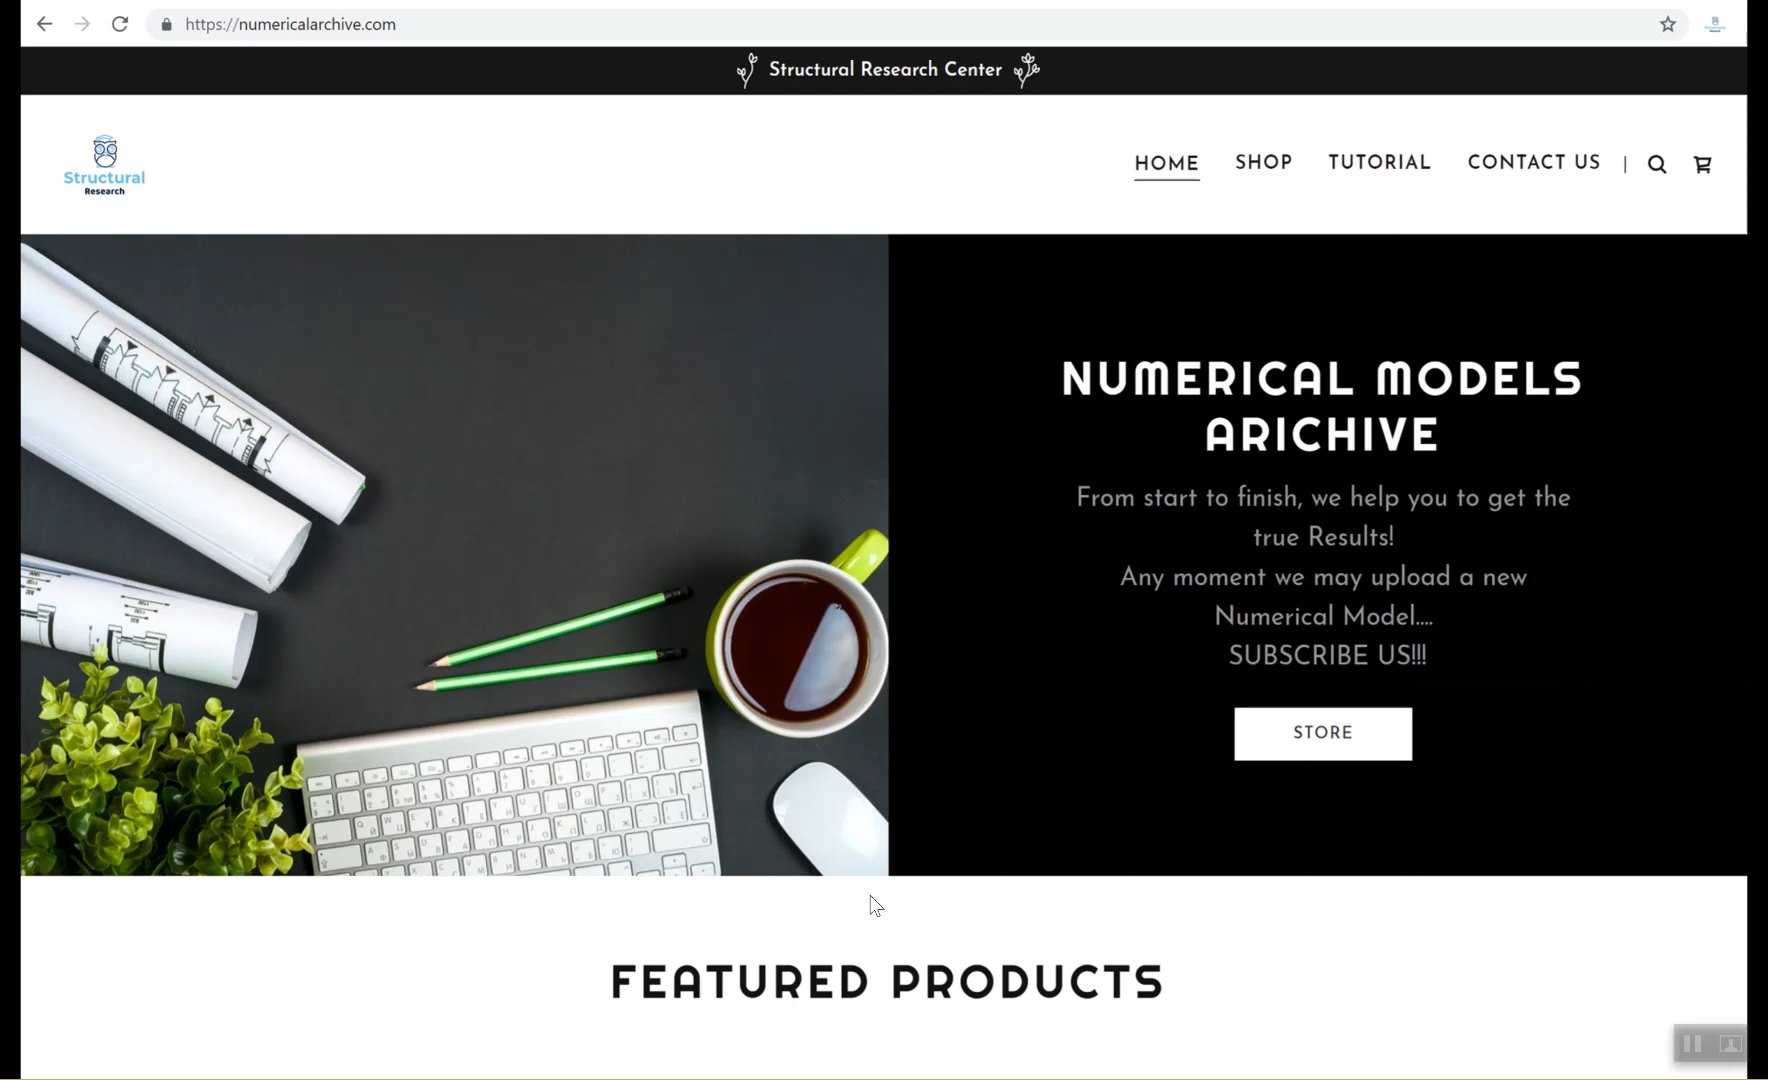 https://numericalarchive.com
Structural Research Center
Structural
Research
HOME
SHOP
TUTORIAL
CONTACT US
NUMERICAL MODELS
ARICHIVE
From start to finish, we help you to get the
true Results!
Any moment we may upload a new
Numerical Model....
SUBSCRIBE US!!!
STORE
FEATURED PRODUCTS